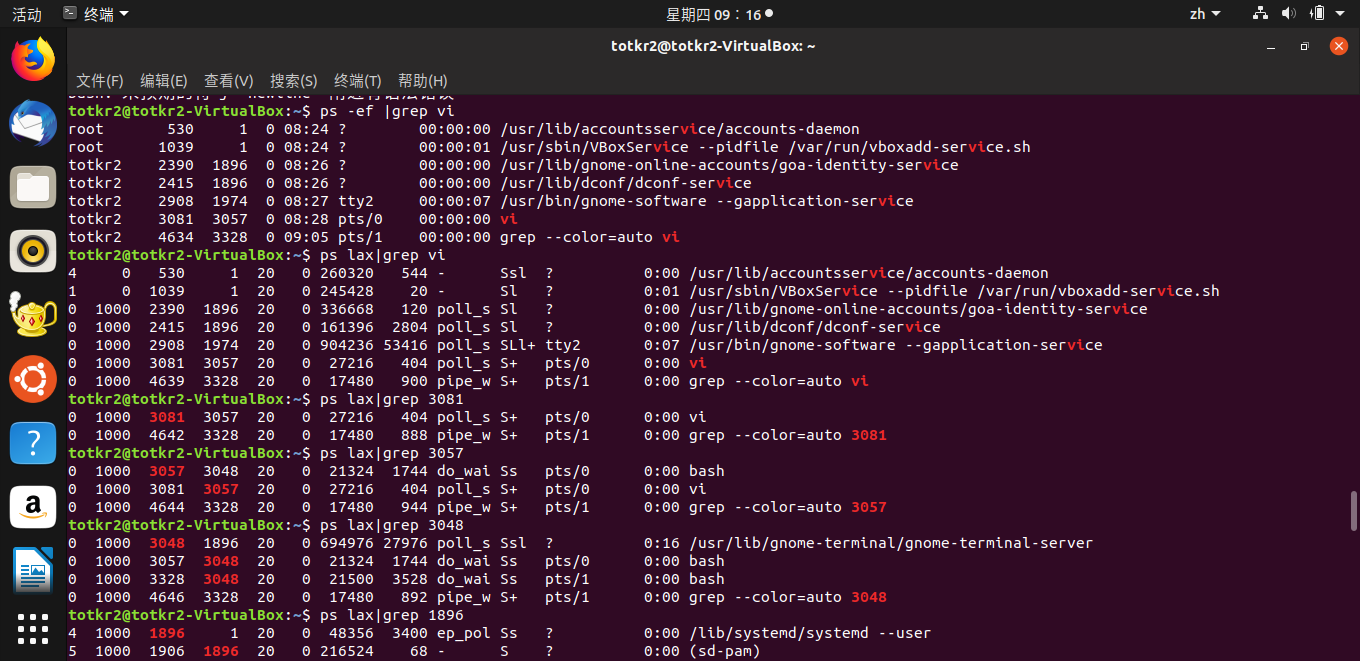 活动 终端 星期四 09：16 zh
totkr2@totkr2-VirtualBox: ~
文件(F) 编辑(E) 查看(V) 搜索(S) 终端(T) 帮助(H)
totkr2@totkr2-VirtualBox:~$ ps -ef |grep vi
root       530     1  0 08:24 ?        00:00:00 /usr/lib/accountsservice/accounts-daemon
root      1039     1  0 08:24 ?        00:00:01 /usr/sbin/VBoxService --pidfile /var/run/vboxadd-service.sh
totkr2    2390  1896  0 08:26 ?        00:00:00 /usr/lib/gnome-online-accounts/goa-identity-service
totkr2    2415  1896  0 08:26 ?        00:00:00 /usr/lib/dconf/dconf-service
totkr2    2908  1974  0 08:27 tty2     00:00:07 /usr/bin/gnome-software --gapplication-service
totkr2    3081  3057  0 08:28 pts/0    00:00:00 vi
totkr2    4634  3328  0 09:05 pts/1    00:00:00 grep --color=auto vi
totkr2@totkr2-VirtualBox:~$ ps lax|grep vi
4     0   530     1  20   0 260320   544 -      Ssl  ?          0:00 /usr/lib/accountsservice/accounts-daemon
1     0  1039     1  20   0 245428    20 -      Sl   ?          0:01 /usr/sbin/VBoxService --pidfile /var/run/vboxadd-service.sh
0  1000  2390  1896  20   0 336668   120 poll_s Sl   ?          0:00 /usr/lib/gnome-online-accounts/goa-identity-service
0  1000  2415  1896  20   0 161396  2804 poll_s Sl   ?          0:00 /usr/lib/dconf/dconf-service
0  1000  2908  1974  20   0 904236 53416 poll_s SLl+ tty2       0:07 /usr/bin/gnome-software --gapplication-service
0  1000  3081  3057  20   0  27216   404 poll_s S+   pts/0      0:00 vi
0  1000  4639  3328  20   0  17480   900 pipe_w S+   pts/1      0:00 grep --color=auto vi
totkr2@totkr2-VirtualBox:~$ ps lax|grep 3081
0  1000  3081  3057  20   0  27216   404 poll_s S+   pts/0      0:00 vi
0  1000  4642  3328  20   0  17480   888 pipe_w S+   pts/1      0:00 grep --color=auto 3081
totkr2@totkr2-VirtualBox:~$ ps lax|grep 3057
0  1000  3057  3048  20   0  21324  1744 do_wai Ss   pts/0      0:00 bash
0  1000  3081  3057  20   0  27216   404 poll_s S+   pts/0      0:00 vi
0  1000  4644  3328  20   0  17480   944 pipe_w S+   pts/1      0:00 grep --color=auto 3057
totkr2@totkr2-VirtualBox:~$ ps lax|grep 3048
0  1000  3048  1896  20   0 694976 27976 poll_s Ssl  ?          0:16 /usr/lib/gnome-terminal/gnome-terminal-server
0  1000  3057  3048  20   0  21324  1744 do_wai Ss   pts/0      0:00 bash
0  1000  3328  3048  20   0  21500  3528 do_wai Ss   pts/1      0:00 bash
0  1000  4646  3328  20   0  17480   892 pipe_w S+   pts/1      0:00 grep --color=auto 3048
totkr2@totkr2-VirtualBox:~$ ps lax|grep 1896
4  1000  1896     1  20   0  48356  3400 ep_pol Ss   ?          0:00 /lib/systemd/systemd --user
5  1000  1906  1896  20   0 216524    68 -      S    ?          0:00 (sd-pam)